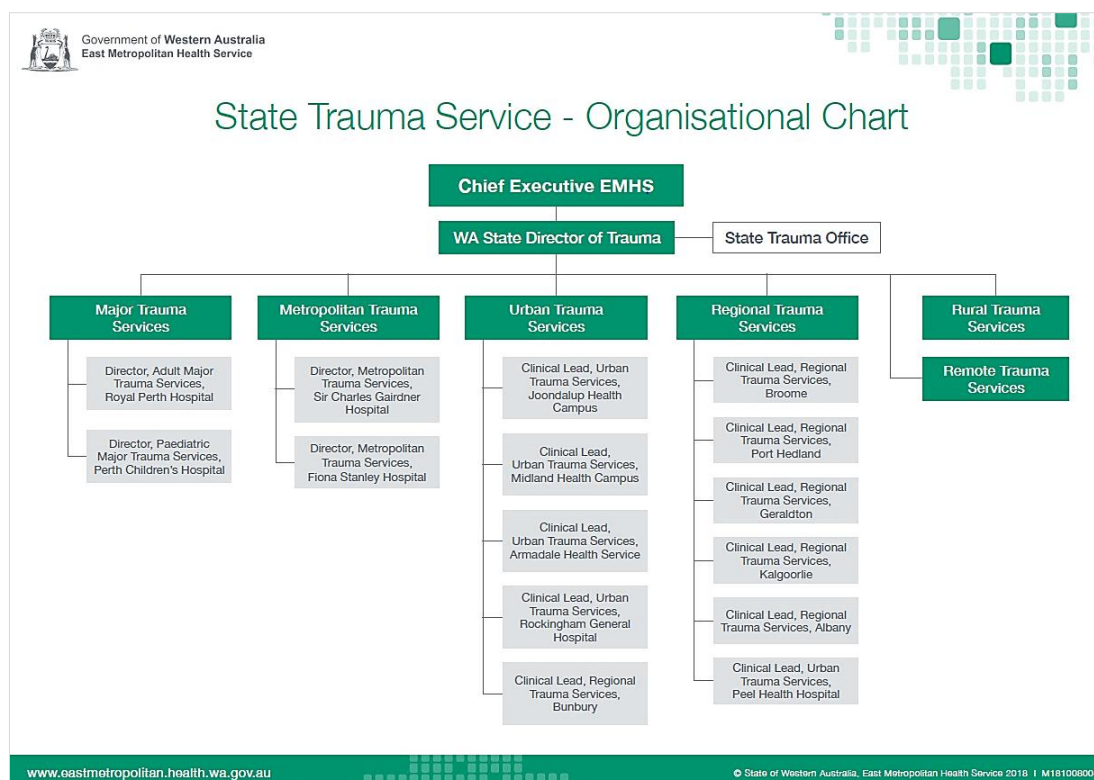 Government of Western Australia
East Metropolitan Health Service
State Trauma Service - Organisational Chart
Chief Executive EMHS
WA State Director of Trauma
State Trauma Office
Major Trauma
Services
Director, Adult Major
Trauma Services,
Royal Perth Hospital
Director, Paediatric
Major Trauma Services,
Perth Children's Hospital
Metropolitan Trauma
Services
Director, Metropolitan
Trauma Services,
Sir Charles Gairdner
Hospital
Director, Metropolitan
Trauma Services,
Fiona Stanley Hospital
Urban Trauma
Services
Clinical Lead, Urban
Trauma Services,
Joondalup Health
Campus
Clinical Lead,
Urban Trauma Services,
Midland Health Campus
Clinical Lead,
Urban Trauma Services,
Armadale Health Service
Clinical Lead, Urban
Trauma Services,
Rockingham General
Hospital
Clinical Lead, Regional
Trauma Services,
Bunbury
Regional Trauma
Services
Clinical Lead, Regional
Trauma Services,
Broome
Clinical Lead, Regional
Trauma Services,
Port Hedland
Clinical Lead, Regional
Trauma Services,
Geraldton
Clinical Lead, Regional
Trauma Services,
Kalgoorlie
Clinical Lead, Regional
Trauma Services, Albany
Clinical Lead, Urban
Trauma Services,
Peel Health Hospital
Rural Trauma
Services
Remote Trauma
Services
www.eastmetropolitan.health.wa.gov.au
© State of Western Australia, East Metropolitan Health Service 2018 | M18100800